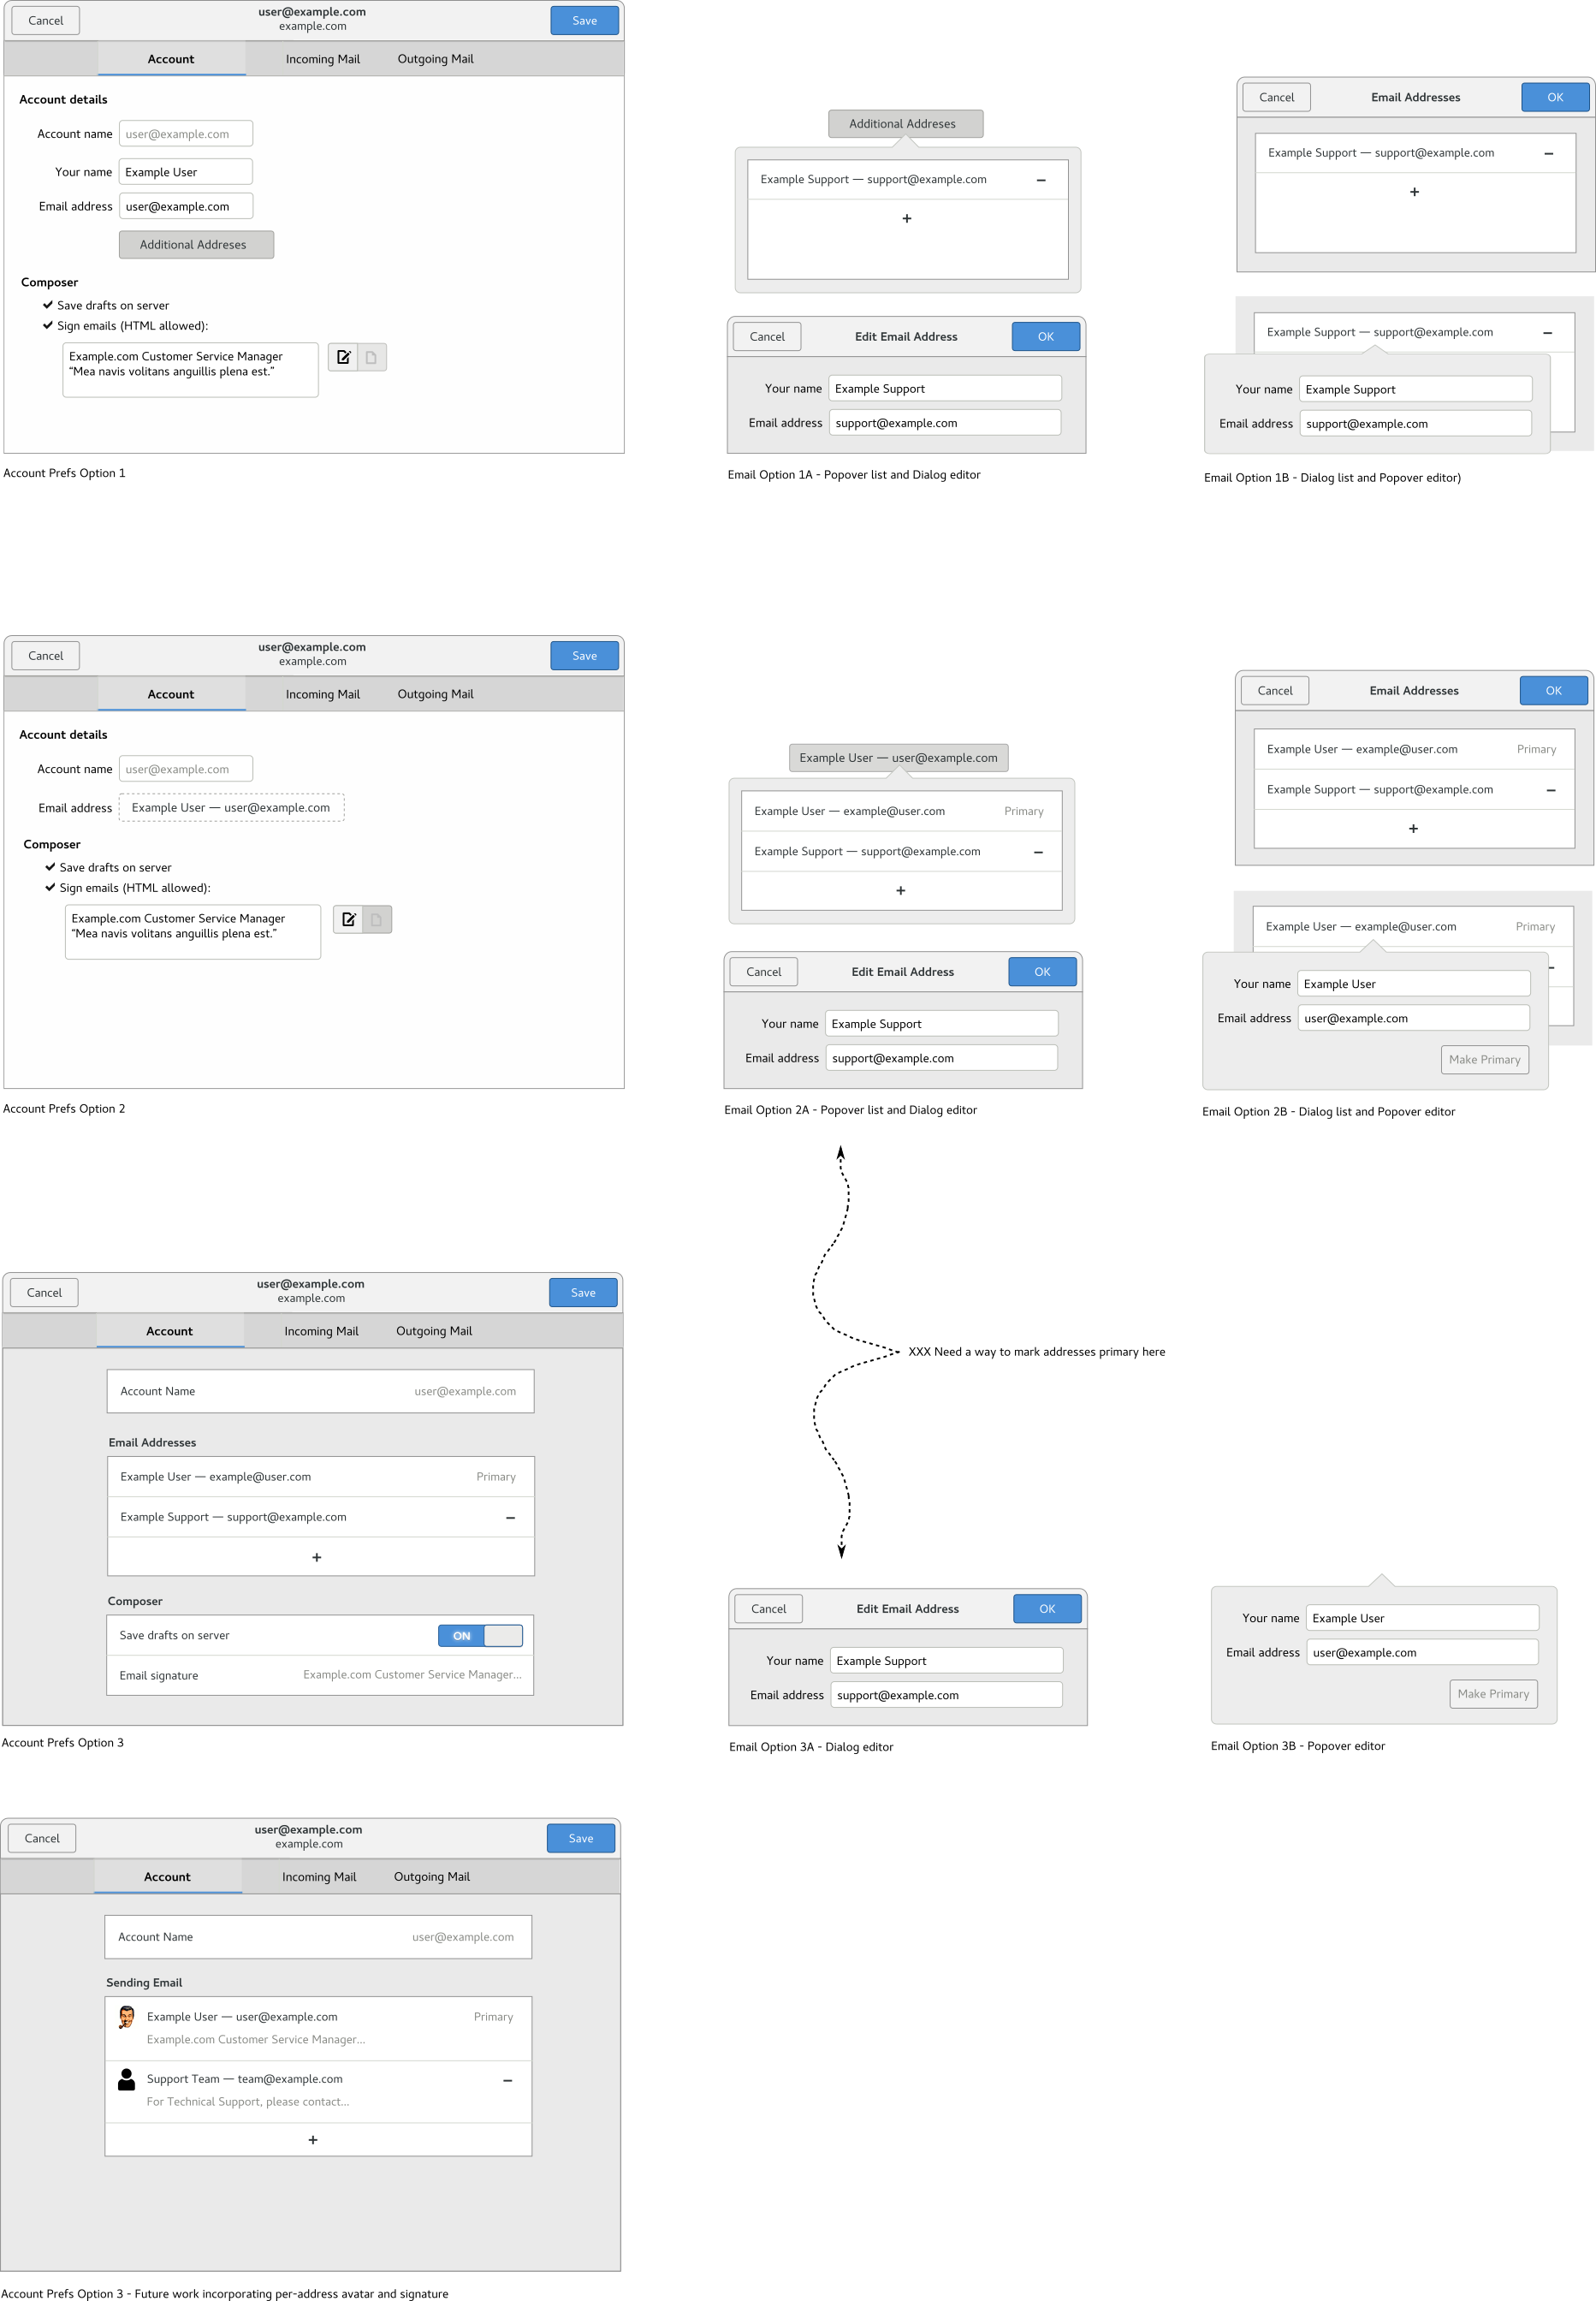 Cancel
user@example.com
example.com
Save
Account
Incoming Mail
Outgoing Mail
Account details
Account name
user@example.com
Your name
Example User
Email address
user@example.com
Additional Addreses
Composer
Save drafts on server
Sign emails (HTML allowed):
Example.com Customer Service Manager
“Mea navis volitans anguillis plena est.”
Account Prefs Option 1
Additional Addreses
Example Support — support@example.com
–
+
Cancel
Edit Email Address
OK
Your name
Example Support
Email address
support@example.com
Email Option 1A - Popover list and Dialog editor
Cancel
Email Addresses
OK
Example Support — support@example.com
–
+
Example Support — support@example.com
–
Your name
Example Support
Email address
support@example.com
Email Option 1B - Dialog list and Popover editor)
Cancel
user@example.com
example.com
Save
Account
Incoming Mail
Outgoing Mail
Account details
Account name
user@example.com
Email address
Example User — user@example.com
Composer
Save drafts on server
Sign emails (HTML allowed):
Example.com Customer Service Manager
“Mea navis volitans anguillis plena est.”
Account Prefs Option 2
Example User — user@example.com
Example User — example@user.com
Primary
Example Support — support@example.com
–
+
Cancel
Edit Email Address
OK
Your name
Example Support
Email address
support@example.com
Email Option 2A - Popover list and Dialog editor
Cancel
Email Addresses
OK
Example User — example@user.com
Primary
Example Support — support@example.com
–
+
Example User — example@user.com
Primary
–
Your name
Example User
Email address
user@example.com
Make Primary
Email Option 2B - Dialog list and Popover editor
XXX Need a way to mark addresses primary here
Cancel
user@example.com
example.com
Save
Account
Incoming Mail
Outgoing Mail
Account Name
user@example.com
Email Addresses
Example User — example@user.com
Primary
Example Support — support@example.com
–
+
Composer
Save drafts on server
ON
Email signature
Example.com Customer Service Manager...
Account Prefs Option 3
Cancel
Edit Email Address
OK
Your name
Example Support
Email address
support@example.com
Email Option 3A - Dialog editor
Your name
Example User
Email address
user@example.com
Make Primary
Email Option 3B - Popover editor
Cancel
user@example.com
example.com
Save
Account
Incoming Mail
Outgoing Mail
Account Name
user@example.com
Sending Email
Example User — user@example.com
Primary
Example.com Customer Service Manager...
Support Team — team@example.com
–
For Technical Support, please contact...
+
Account Prefs Option 3 - Future work incorporating per-address avatar and signature